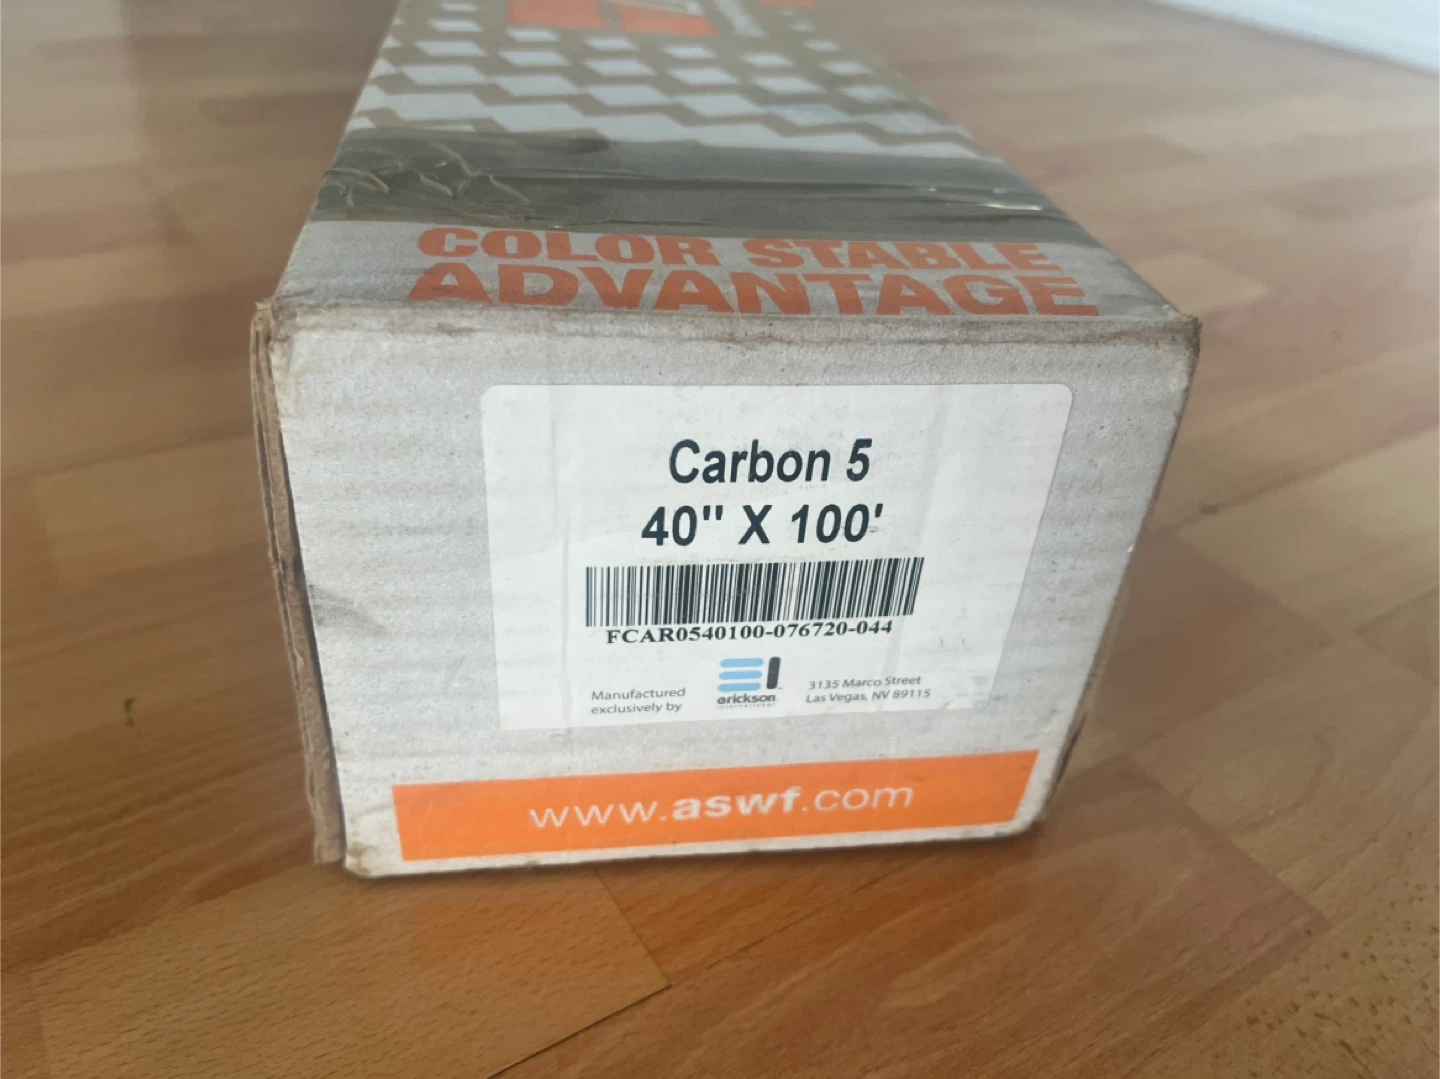 COLOR STABLE
ADVANTAGE
Carbon 5
40" X 100'
FCAR0540100-076720-044
Manufactured
exclusively by
erickson
international
3135 Marco Street
Las Vegas, NV 89115
www.aswf.com